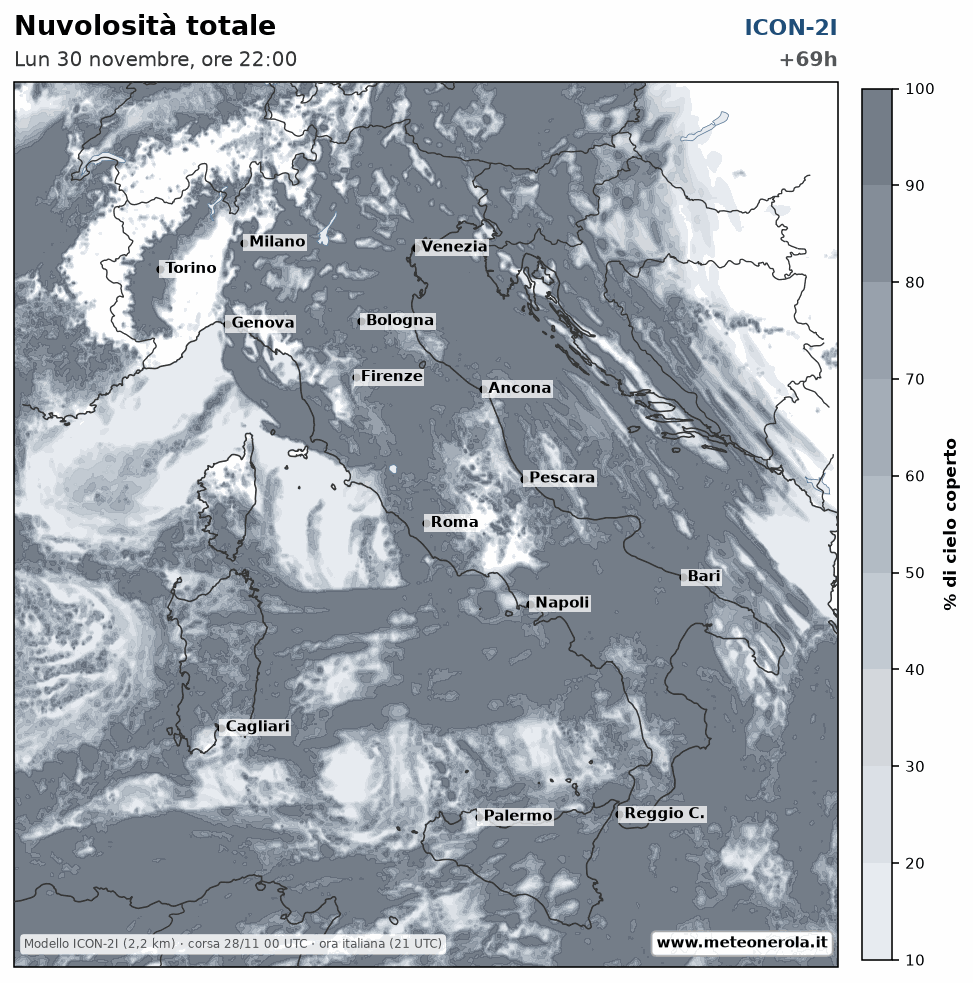 Nuvolosità totale
ICON-2I
Lun 30 novembre, ore 22:00
+69h
Milano
Venezia
Torino
Genova
Bologna
Firenze
Ancona
Pescara
Roma
Bari
Napoli
Cagliari
Palermo
Reggio C.
100
90
80
70
60
50
40
30
20
10
% di cielo coperto
Modello ICON-2I (2,2 km) · corsa 28/11 00 UTC · ora italiana (21 UTC)
www.meteonerola.it